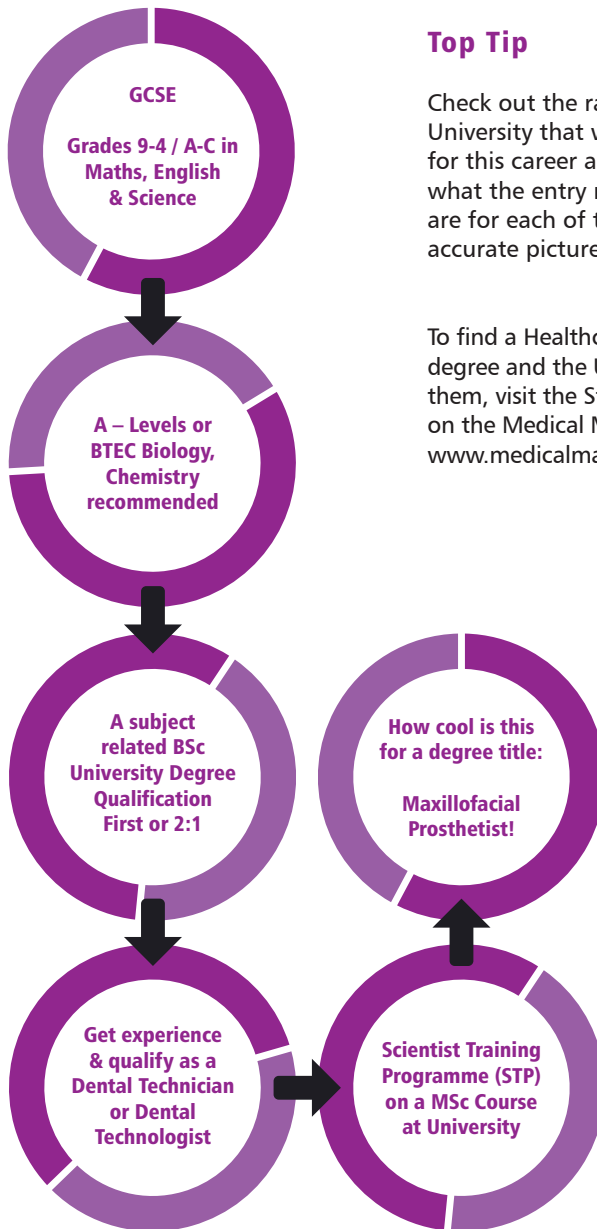 GCSE
Grades 9-4 / A-C in
Maths, English
& Science
A – Levels or
BTEC Biology,
Chemistry
recommended
A subject
related BSc
University Degree
Qualification
First or 2:1
Get experience
& qualify as a
Dental Technician
or Dental
Technologist
Scientist Training
Programme (STP)
on a MSc Course
at University
How cool is this
for a degree title:
Maxillofacial
Prosthetist!
Top Tip
Check out the
University that
for this career
what the entry
are for each of
accurate picture
To find a
degree and the
them, visit the
on the Medical